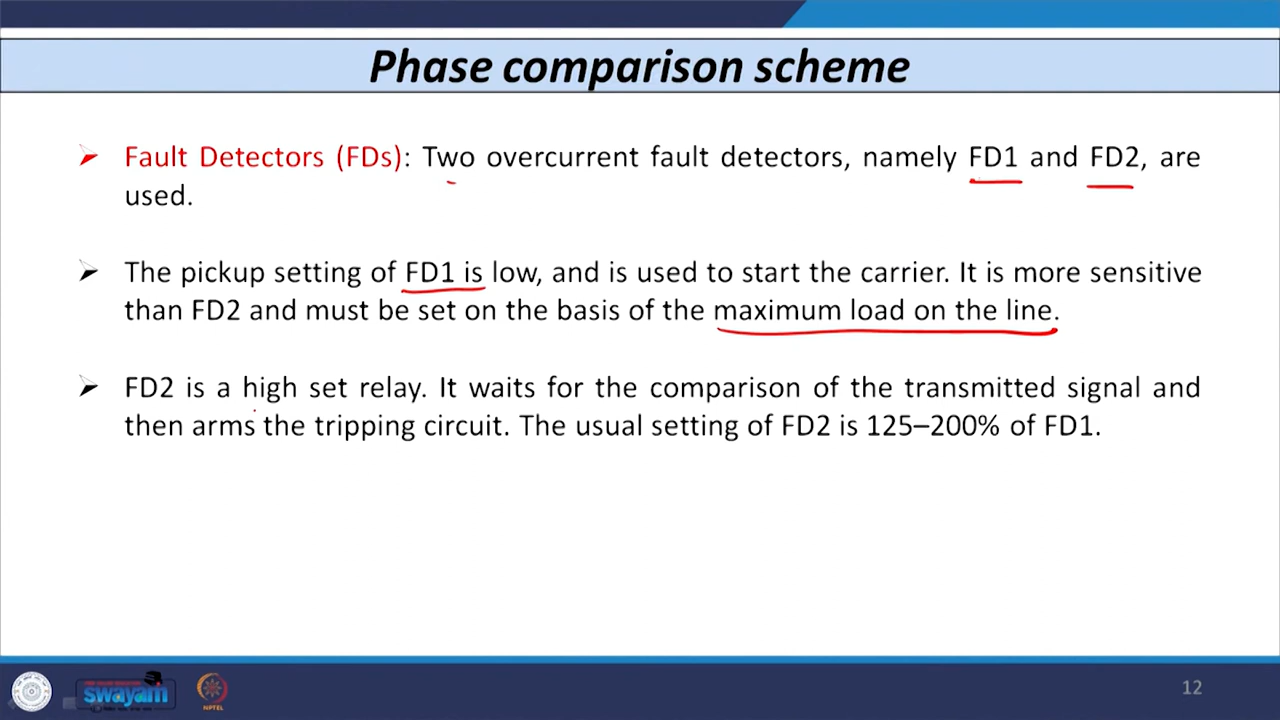 Phase comparison scheme
➢ Fault Detectors (FDs): Two overcurrent fault detectors, namely FD1 and FD2, are
used.
➢ The pickup setting of FD1 is low, and is used to start the carrier. It is more sensitive
than FD2 and must be set on the basis of the maximum load on the line.
➢ FD2 is a high set relay. It waits for the comparison of the transmitted signal and
then arms the tripping circuit. The usual setting of FD2 is 125–200% of FD1.
swayam
NPTEL
12